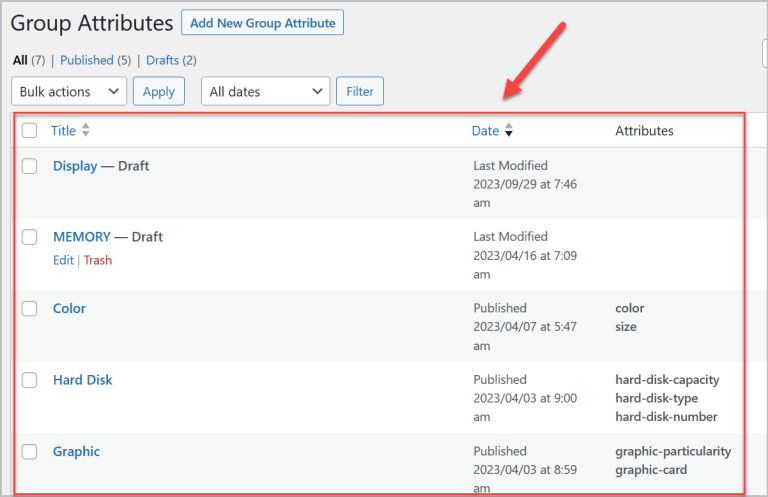 Group Attributes Add New Group Attribute
All (7) | Published (5) | Drafts (2)
Bulk actions Apply All dates Filter
Title Date Attributes
Display — Draft Last Modified
2023/09/29 at 7:46
am
MEMORY — Draft Last Modified
Edit | Trash 2023/04/16 at 7:09
am
Color Published color
2023/04/07 at 5:47 size
am
Hard Disk Published hard-disk-capacity
2023/04/03 at 9:00 hard-disk-type
am hard-disk-number
Graphic Published graphic-particularity
2023/04/03 at 8:59 graphic-card
am